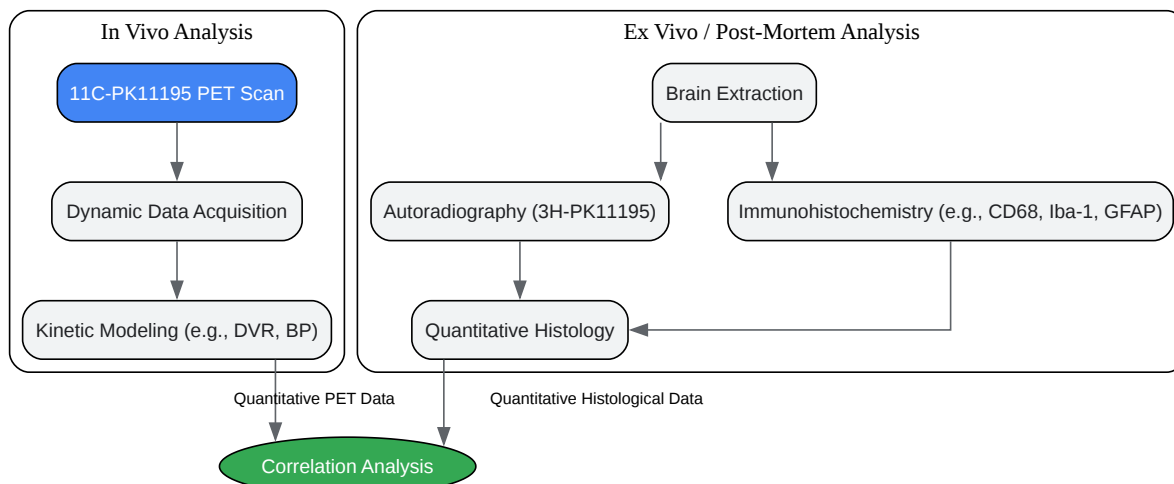 In Vivo Analysis
11C-PK11195 PET Scan
Dynamic Data Acquisition
Kinetic Modeling (e.g., DVR, BP)
Ex Vivo / Post-Mortem Analysis
Brain Extraction
Autoradiography (3H-PK11195)
Immunohistochemistry (e.g., CD68, Iba-1, GFAP)
Quantitative Histology
Quantitative PET Data
Quantitative Histological Data
Correlation Analysis